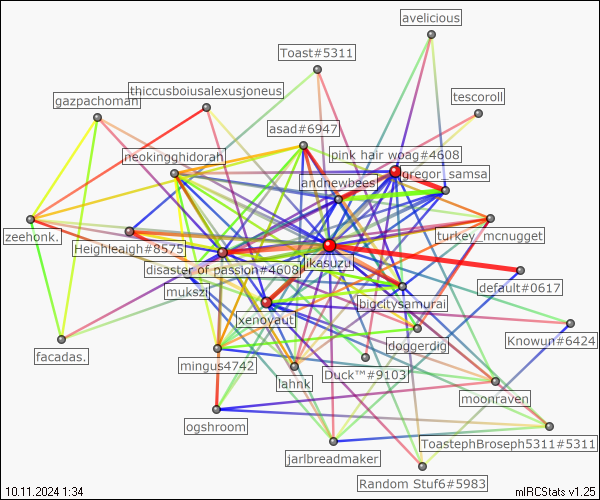 avelicious
Toast#5311
thiccusboiusalexusjoneus
gazpachoman
tescoroll
asad#6947
neokingghidorah
pink hair woag#4608
gregor_samsa
andnewbees
zeehonk.
turkey_mcnugget
Heighleaigh#8575
jikasuzu
disaster of passion#4608
default#0617
mukszi
bigcitysamurai
xenoyaut
Knowun#6424
doggerdig
facadas.
mingus4742
Duck™#9103
lahnk
moonraven
ogshroom
ToastephBroseph5311#5311
jarlbreadmaker
Random Stuf6#5983
10.11.2024 1:34
mIRCStats v1.25